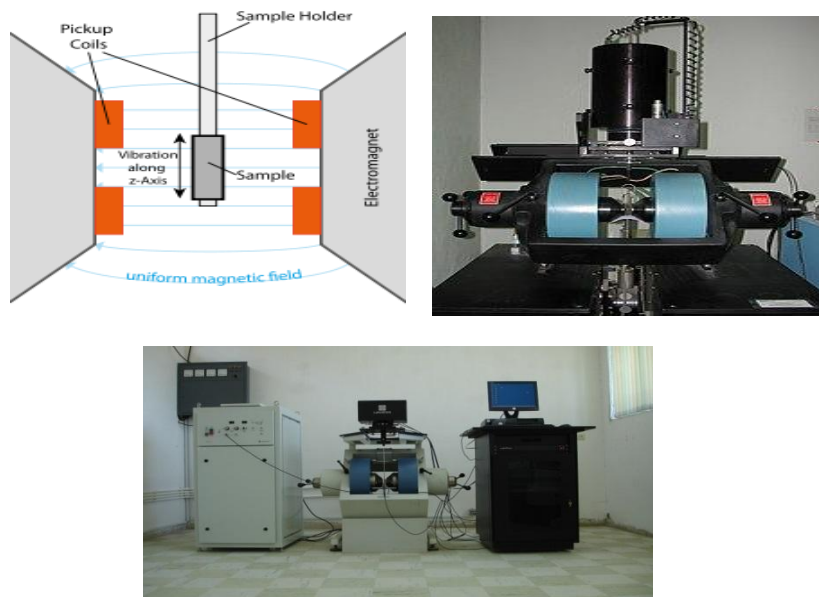 Sample Holder
Pickup
Coils
Vibration
along
z-Axis
Sample
Electromagnet
uniform magnetic field